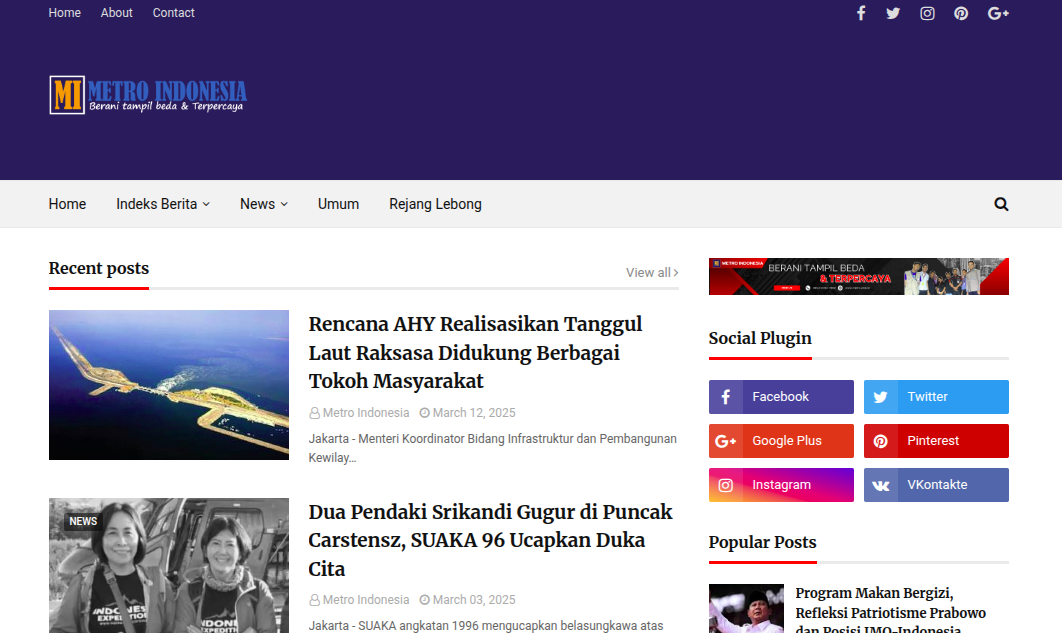 Home About Contact
MI METRO INDONESIA
Berani tampil beda & Terpercaya
Home Indeks Berita News Umum Rejang Lebong
Recent posts
View all
Rencana AHY Realisasikan Tanggul
Laut Raksasa Didukung Berbagai
Tokoh Masyarakat
Metro Indonesia March 12, 2025
Jakarta - Menteri Koordinator Bidang Infrastruktur dan Pembangunan
Kewilay…
NEWS
INDONES
EXPEDITION
INDONE
EXPEDITI
Dua Pendaki Srikandi Gugur di Puncak
Carstensz, SUAKA 96 Ucapkan Duka
Cita
Metro Indonesia March 03, 2025
Jakarta - SUAKA angkatan 1996 mengucapkan belasungkawa atas
METRO INDONESIA
BERANI TAMPIL BEDA
& TERPERCAYA
Social Plugin
Facebook Twitter
Google Plus Pinterest
Instagram VKontakte
Popular Posts
Program Makan Bergizi,
Refleksi Patriotisme Prabowo
dan Posisi IMO-Indonesia